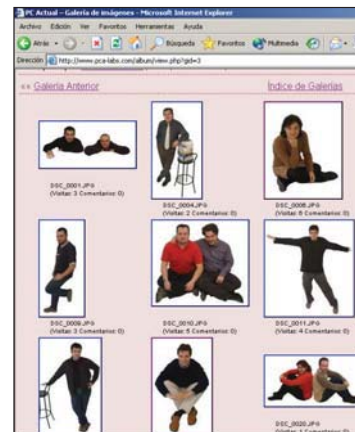 PC Actual - Galería de Imágenes - Microsoft Internet Explorer
Archivo Edición Ver Favoritos Herramientas Ayuda
Atrás Búsqueda Favoritos Multimedia
Dirección http://www.pca-labs.com/album/view.php?gid=3
<< Galería Anterior Índice de Galerías
DSC_0001.JPG
(Visitas: 3 Comentarios: 0)
DSC_0004.JPG
(Visitas: 2 Comentarios: 0)
DSC_0008.JPG
(Visitas: 5 Comentarios: 0)
DSC_0009.JPG
(Visitas: 3 Comentarios: 0)
DSC_0010.JPG
(Visitas: 5 Comentarios: 0)
DSC_0011.JPG
(Visitas: 4 Comentarios: 0)
DSC_0020.JPG